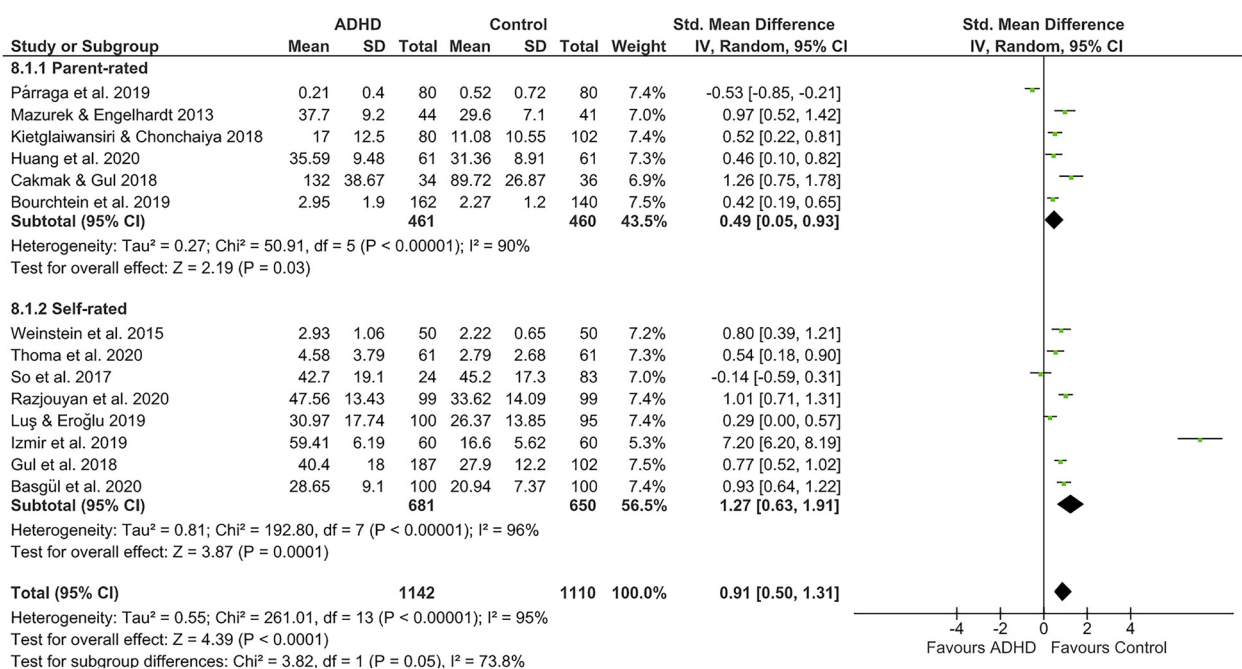 ADHD Control Std. Mean Difference Std. Mean Difference
Study or Subgroup Mean SD Total Mean SD Total Weight IV, Random, 95% CI IV, Random, 95% CI
8.1.1 Parent-rated
Párraga et al. 2019 0.21 0.4 80 0.52 0.72 80 7.4% -0.53 [-0.85, -0.21]
Mazurek & Engelhardt 2013 37.7 9.2 44 29.6 7.1 41 7.0% 0.97 [0.52, 1.42]
Kietglaiwansiri & Chonchaiya 2018 17 12.5 80 11.08 10.55 102 7.4% 0.52 [0.22, 0.81]
Huang et al. 2020 35.59 9.48 61 31.36 8.91 61 7.3% 0.46 [0.10, 0.82]
Cakmak & Gul 2018 132 38.67 34 89.72 26.87 36 6.9% 1.26 [0.75, 1.78]
Bourchtein et al. 2019 2.95 1.9 162 2.27 1.2 140 7.5% 0.42 [0.19, 0.65]
Subtotal (95% CI) 461 460 43.5% 0.49 [0.05, 0.93]
Heterogeneity: Tau² = 0.27; Chi² = 50.91, df = 5 (P < 0.00001); I² = 90%
Test for overall effect: Z = 2.19 (P = 0.03)
8.1.2 Self-rated
Weinstein et al. 2015 2.93 1.06 50 2.22 0.65 50 7.2% 0.80 [0.39, 1.21]
Thoma et al. 2020 4.58 3.79 61 2.79 2.68 61 7.3% 0.54 [0.18, 0.90]
So et al. 2017 42.7 19.1 24 45.2 17.3 83 7.0% -0.14 [-0.59, 0.31]
Razjouyan et al. 2020 47.56 13.43 99 33.62 14.09 99 7.4% 1.01 [0.71, 1.31]
Luş & Eroğlu 2019 30.97 17.74 100 26.37 13.85 95 7.4% 0.29 [0.00, 0.57]
Izmir et al. 2019 59.41 6.19 60 16.6 5.62 60 5.3% 7.20 [6.20, 8.19]
Gul et al. 2018 40.4 18 187 27.9 12.2 102 7.5% 0.77 [0.52, 1.02]
Basgül et al. 2020 28.65 9.1 100 20.94 7.37 100 7.4% 0.93 [0.64, 1.22]
Subtotal (95% CI) 681 650 56.5% 1.27 [0.63, 1.91]
Heterogeneity: Tau² = 0.81; Chi² = 192.80, df = 7 (P < 0.00001); I² = 96%
Test for overall effect: Z = 3.87 (P = 0.0001)
Total (95% CI) 1142 1110 100.0% 0.91 [0.50, 1.31]
Heterogeneity: Tau² = 0.55; Chi² = 261.01, df = 13 (P < 0.00001); I² = 95%
Test for overall effect: Z = 4.39 (P < 0.0001)
Test for subgroup differences: Chi² = 3.82, df = 1 (P = 0.05), I² = 73.8%
-4 -2 0 2 4
Favours ADHD Favours Control